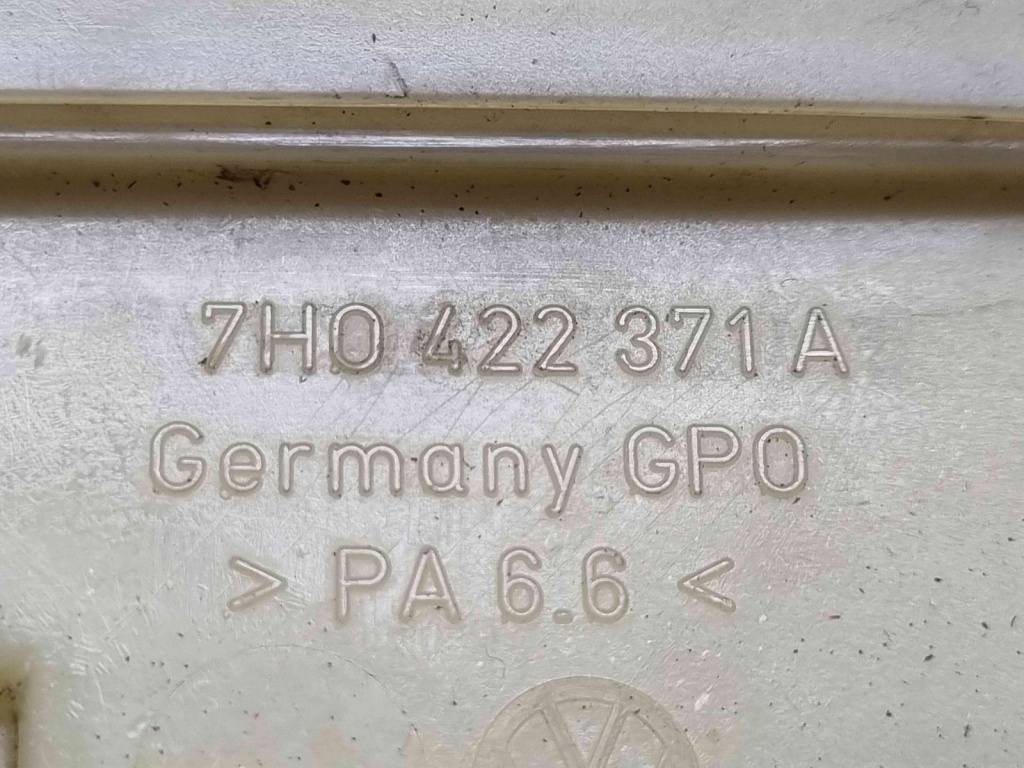 7H0 422 371 A
Germany GPO
> PA 6.6 <